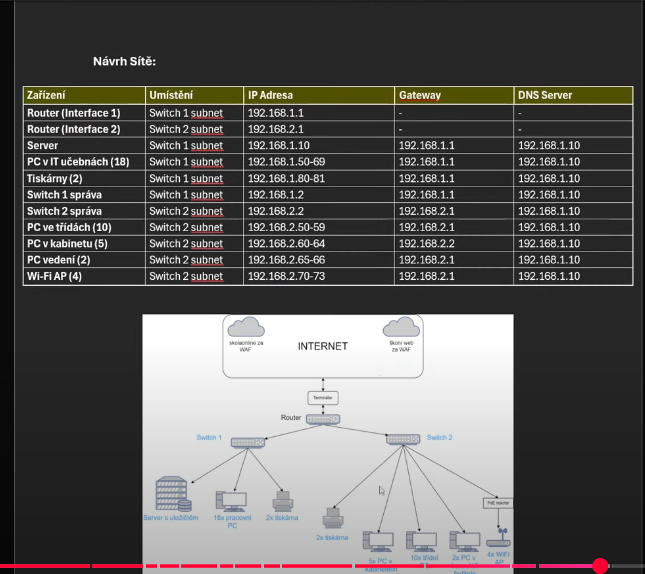 Návrh Sítě:
Zařízení Umístění IP Adresa Gateway DNS Server
Router (Interface 1) Switch 1 subnet 192.168.1.1 - -
Router (Interface 2) Switch 2 subnet 192.168.2.1 - -
Server Switch 1 subnet 192.168.1.10 192.168.1.1 192.168.1.10
PC v IT učebnách (18) Switch 1 subnet 192.168.1.50-69 192.168.1.1 192.168.1.10
Tiskárny (2) Switch 1 subnet 192.168.1.80-81 192.168.1.1 192.168.1.10
Switch 1 správa Switch 1 subnet 192.168.1.2 192.168.1.1 192.168.1.10
Switch 2 správa Switch 2 subnet 192.168.2.2 192.168.2.1 192.168.1.10
PC ve třídách (10) Switch 2 subnet 192.168.2.50-59 192.168.2.1 192.168.1.10
PC v kabinetu (5) Switch 2 subnet 192.168.2.60-64 192.168.2.2 192.168.1.10
PC vedení (2) Switch 2 subnet 192.168.2.65-66 192.168.2.1 192.168.1.10
Wi-Fi AP (4) Switch 2 subnet 192.168.2.70-73 192.168.2.1 192.168.1.10
skolaonline za
WAF
INTERNET
školní web
za WAF
Terminátor
Router
Switch 1
Switch 2
Server s uložištěm
18x pracovní
PC
2x tiskárna
2x tiskárna
5x PC v
kabinetech
10x třídní
2x PC v
PoE injector
4x WiFi
AP